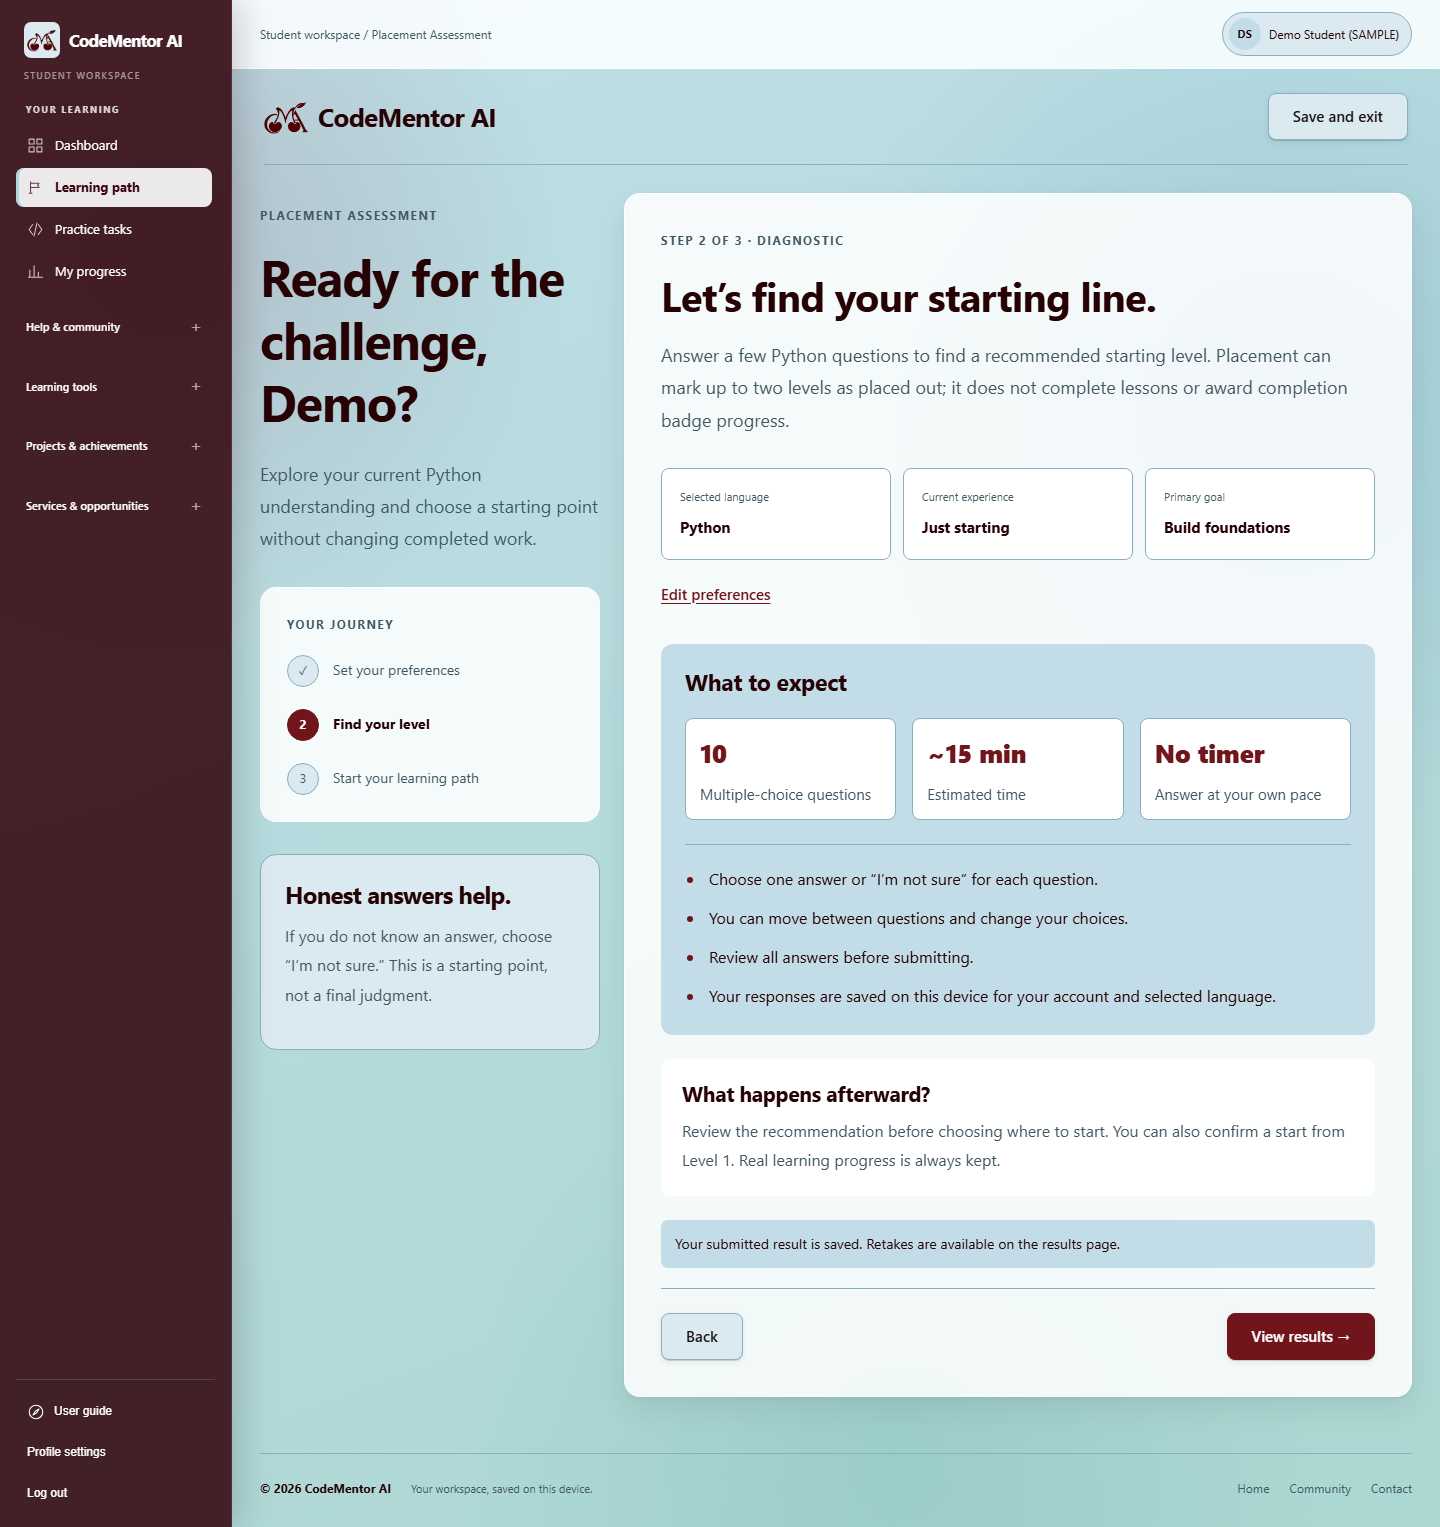 CodeMentor AI
STUDENT WORKSPACE
YOUR LEARNING
Dashboard
Learning path
Practice tasks
My progress
Help & community +
Learning tools +
Projects & achievements +
Services & opportunities +
User guide
Profile settings
Log out
Student workspace / Placement Assessment
DS Demo Student (SAMPLE)
CodeMentor AI
Save and exit
PLACEMENT ASSESSMENT
Ready for the
challenge,
Demo?
Explore your current Python
understanding and choose a starting point
without changing completed work.
YOUR JOURNEY
✓ Set your preferences
2 Find your level
3 Start your learning path
Honest answers help.
If you do not know an answer, choose
“I’m not sure.” This is a starting point,
not a final judgment.
STEP 2 OF 3 · DIAGNOSTIC
Let’s find your starting line.
Answer a few Python questions to find a recommended starting level. Placement can
mark up to two levels as placed out; it does not complete lessons or award completion
badge progress.
Selected language
Python
Current experience
Just starting
Primary goal
Build foundations
Edit preferences
What to expect
10
Multiple-choice questions
~15 min
Estimated time
No timer
Answer at your own pace
• Choose one answer or “I’m not sure” for each question.
• You can move between questions and change your choices.
• Review all answers before submitting.
• Your responses are saved on this device for your account and selected language.
What happens afterward?
Review the recommendation before choosing where to start. You can also confirm a start from
Level 1. Real learning progress is always kept.
Your submitted result is saved. Retakes are available on the results page.
Back
View results →
© 2026 CodeMentor AI Your workspace, saved on this device.
Home Community Contact